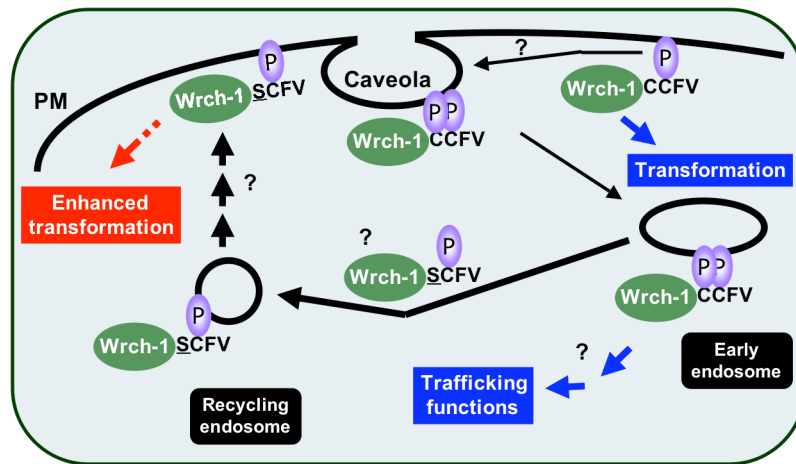 P
?
P
Caveola
Wrch-1
SCFV
Wrch-1
CCFV
PM
P P
Wrch-1
CCFV
Transformation
Enhanced
transformation
?
?
P
Wrch-1
SCFV
P P
Wrch-1
CCFV
P
Wrch-1
SCFV
?
Early
endosome
Trafficking
functions
Recycling
endosome